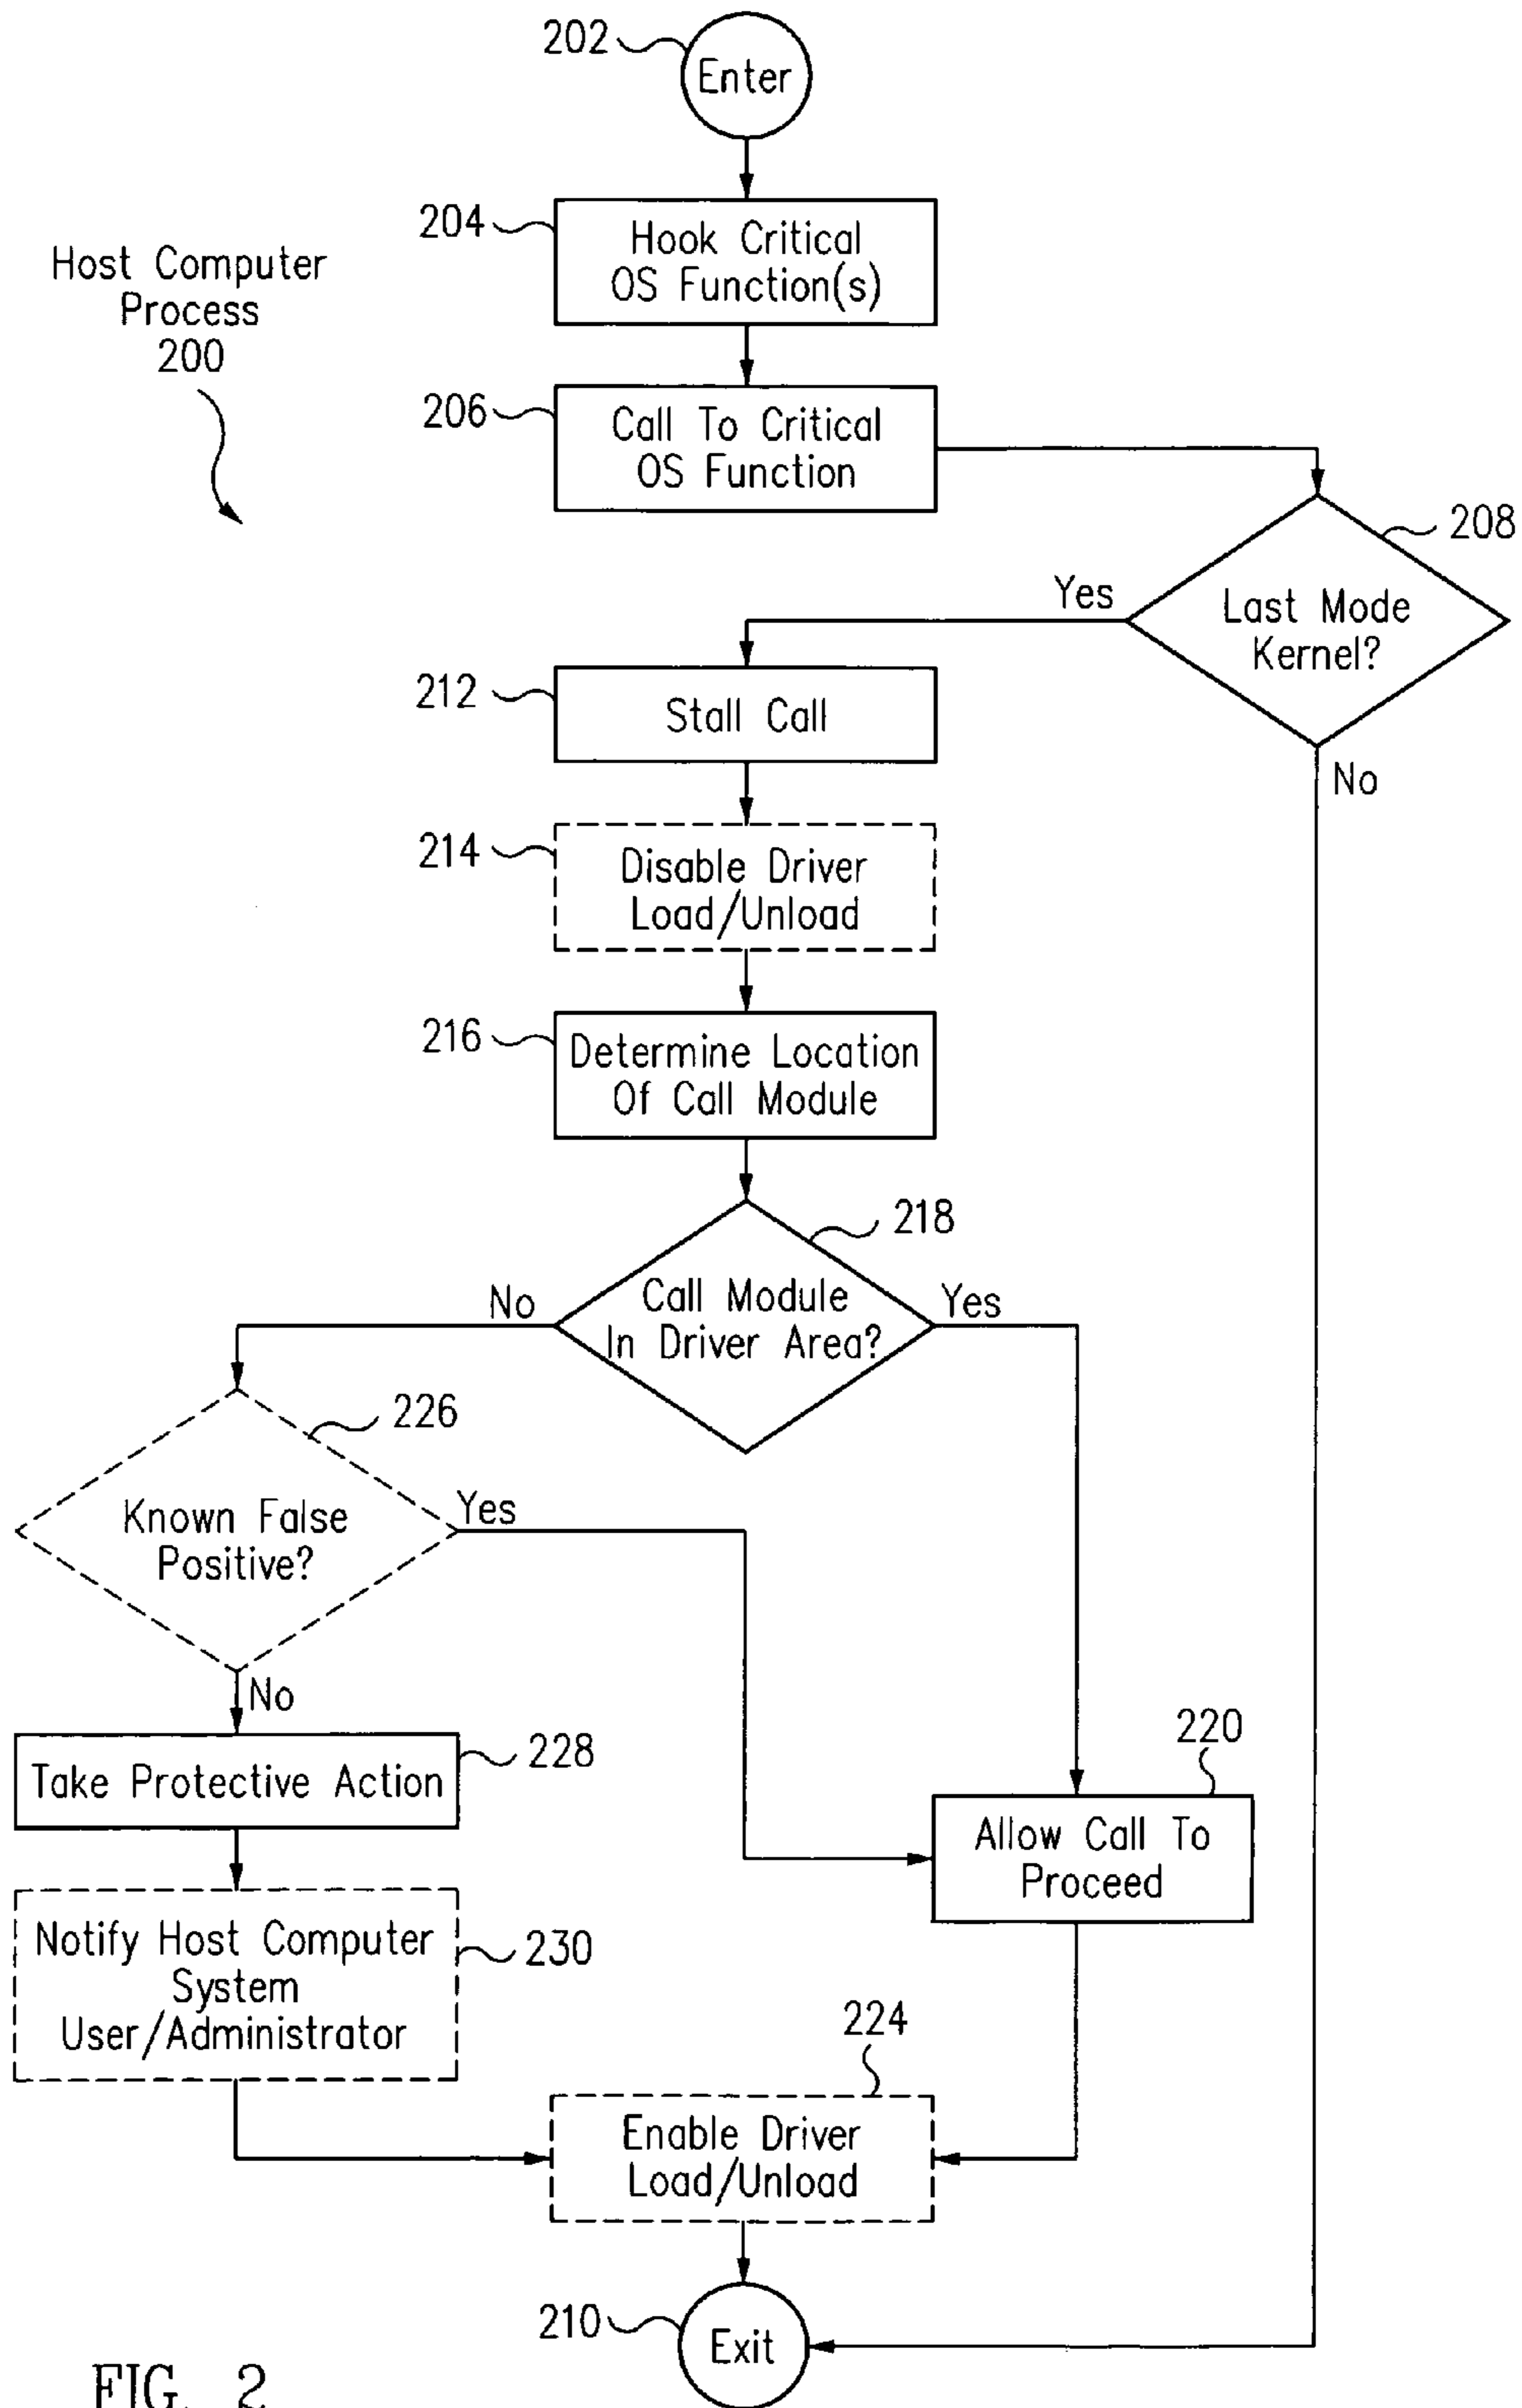 202
Enter
204
Hook Critical
OS Function(s)
Host Computer
Process
200
206
Call To Critical
OS Function
208
Last Mode
Kernel?
Yes
No
212
Stall Call
214
Disable Driver
Load/Unload
216
Determine Location
Of Call Module
218
Call Module
In Driver Area?
No
Yes
226
Known False
Positive?
Yes
No
228
Take Protective Action
220
Allow Call To
Proceed
230
Notify Host Computer
System
User/Administrator
224
Enable Driver
Load/Unload
210
Exit
FIG. 2